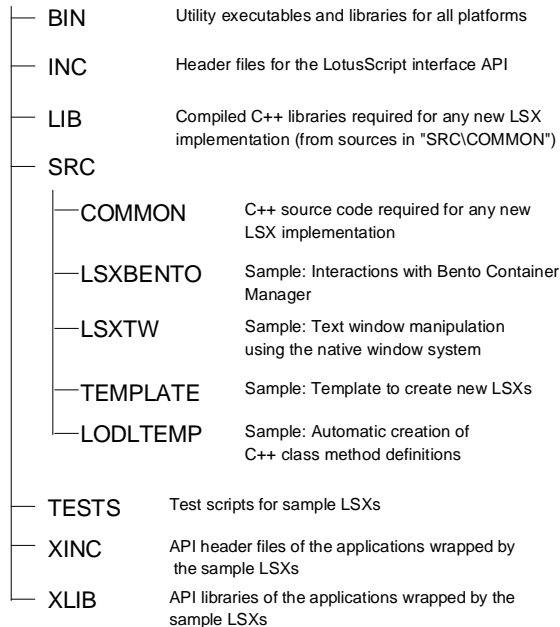 BIN Utility executables and libraries for all platforms
INC Header files for the LotusScript interface API
LIB Compiled C++ libraries required for any new LSX
implementation (from sources in "SRC\COMMON")
SRC
COMMON C++ source code required for any new
LSX implementation
LSXBENTO Sample: Interactions with Bento Container
Manager
LSXTW Sample: Text window manipulation
using the native window system
TEMPLATE Sample: Template to create new LSXs
LODLTEMP Sample: Automatic creation of
C++ class method definitions
TESTS Test scripts for sample LSXs
XINC API header files of the applications wrapped by
the sample LSXs
XLIB API libraries of the applications wrapped by the
sample LSXs